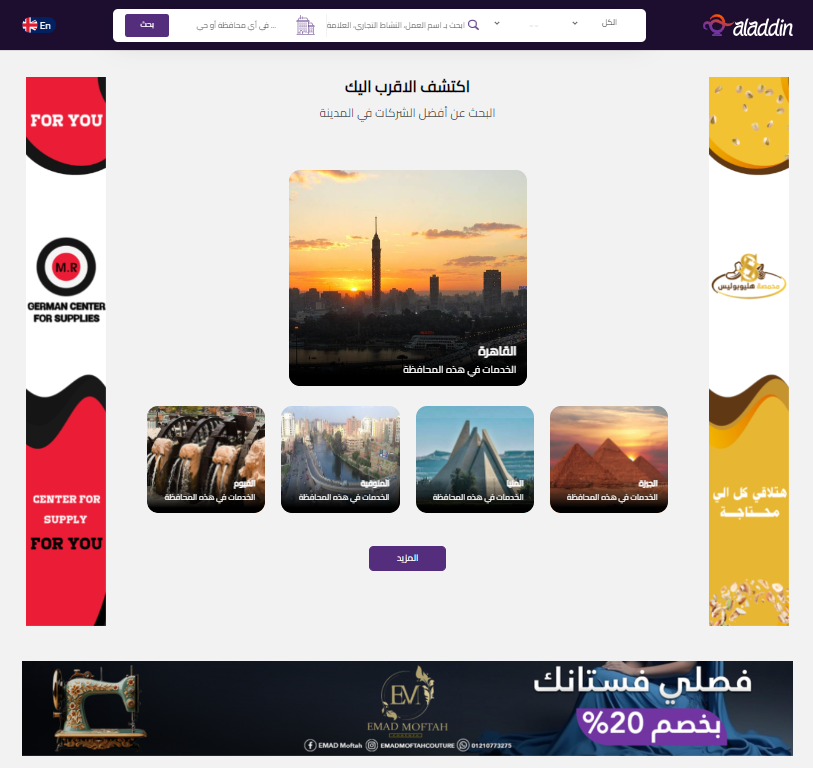 aladdin
الكل
ابحث بـ اسم العمل، النشاط التجاري، العلامة
... في أي محافظة أو حي
بحث
En
اكتشف الاقرب اليك
البحث عن أفضل الشركات في المدينة
FOR YOU
M.R
GERMAN CENTER
FOR SUPPLIES
CENTER FOR
SUPPLY
FOR YOU
محمصة هليوبوليس
هتلاقي كل الي
محتاجة
القاهرة
الخدمات في هذه المحافظة
الجيزة
الخدمات في هذه المحافظة
المنيا
الخدمات في هذه المحافظة
المنوفية
الخدمات في هذه المحافظة
الفيوم
الخدمات في هذه المحافظة
المزيد
فصلي فستانك
بخصم 20%
EM
EMAD MOFTAH
EMAD Moftah EMADMOFTAHCOUTURE 01210773275